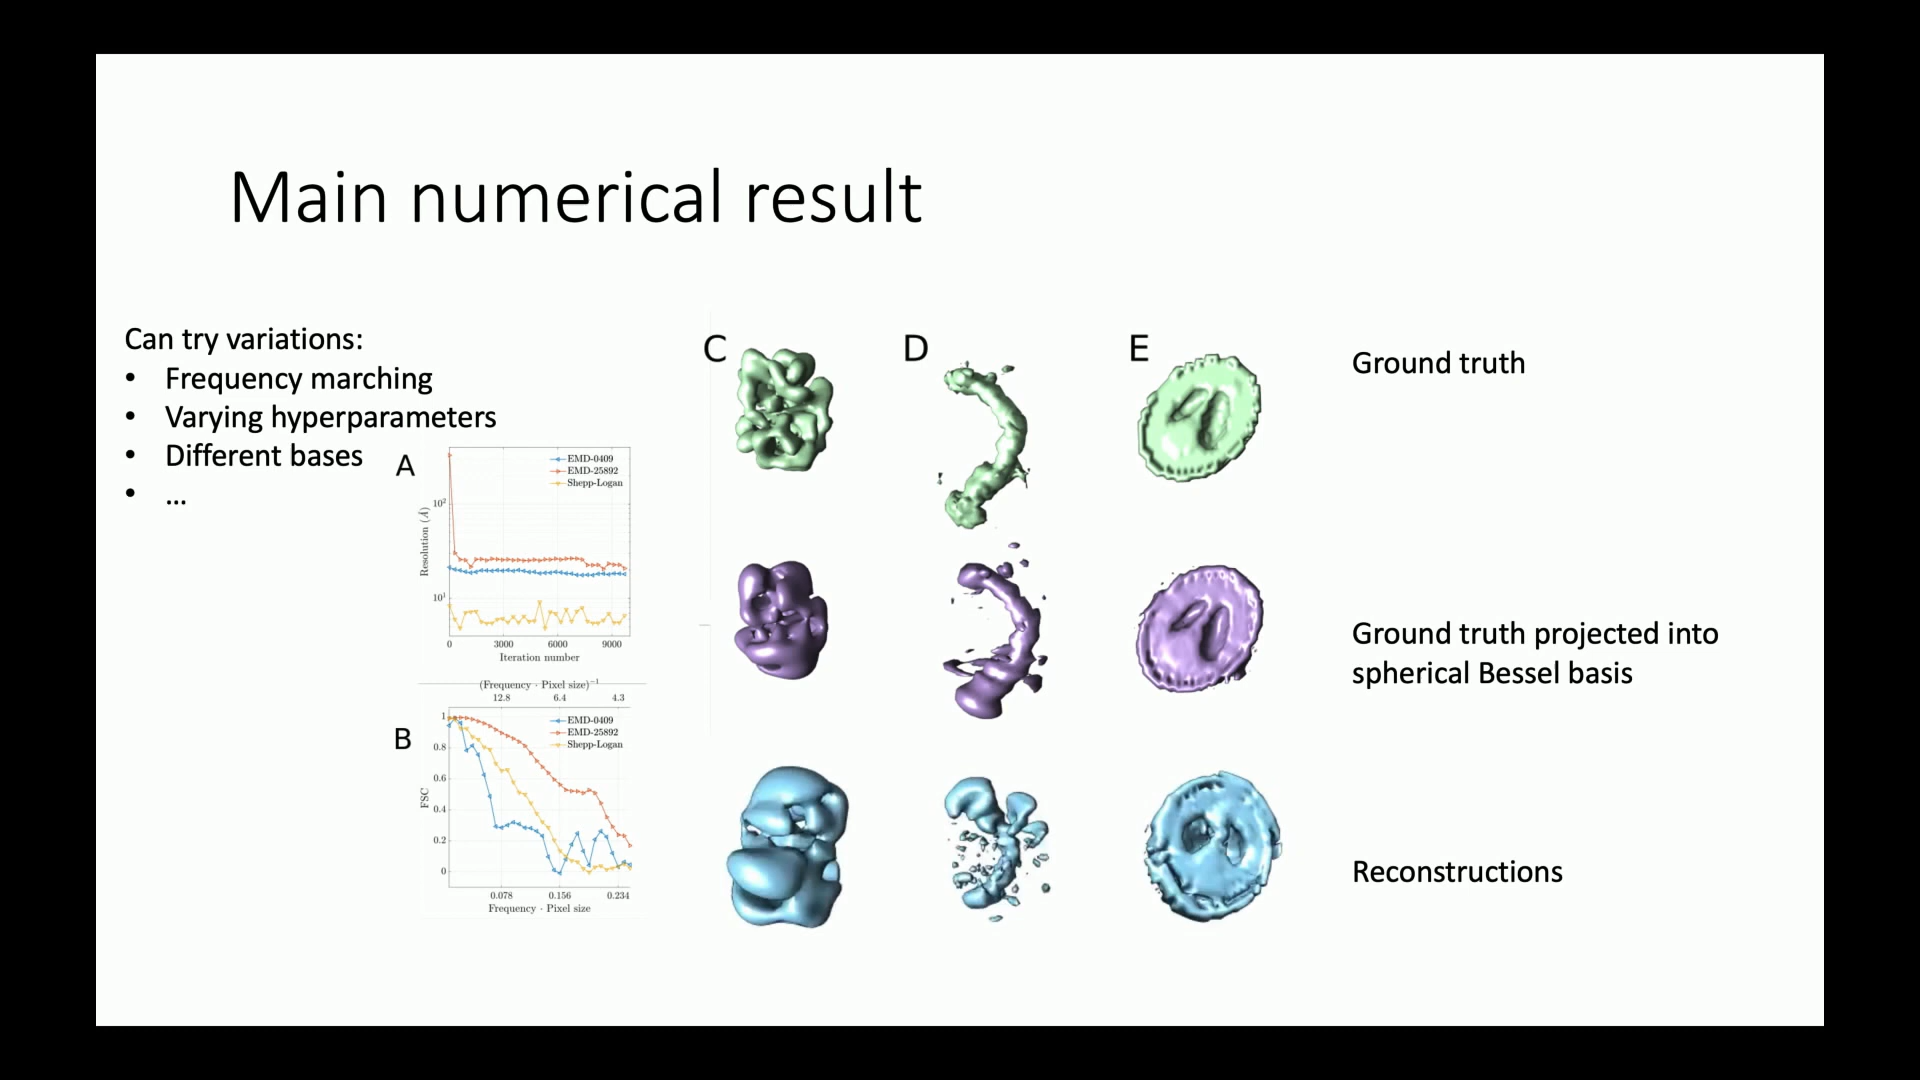 Main numerical result
Can try variations:
• Frequency marching
• Varying hyperparameters
• Different bases
• ...
A
EMD-0409
EMD-25892
Shepp-Logan
Resolution (Å)
10²
10¹
0 3000 6000 9000
Iteration number
(Frequency · Pixel size)⁻¹
12.8 6.4 4.3
B
EMD-0409
EMD-25892
Shepp-Logan
FSC
1
0.8
0.6
0.4
0.2
0
0.078 0.156 0.234
Frequency · Pixel size
C D E
Ground truth
Ground truth projected into
spherical Bessel basis
Reconstructions